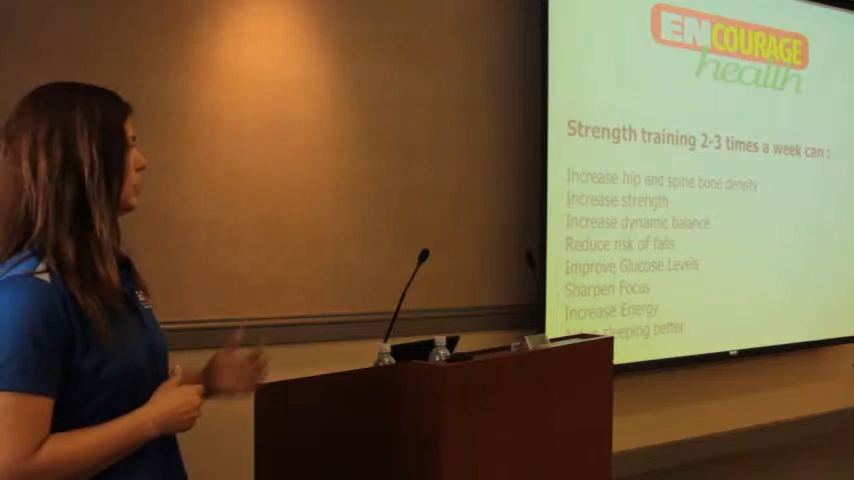 ENCOURAGE
health
Strength training 2-3 times a week can :
Increase hip and spine bone density
Increase strength
Increase dynamic balance
Reduce risk of falls
Improve Glucose Levels
Sharpen Focus
Increase Energy
sleeping better